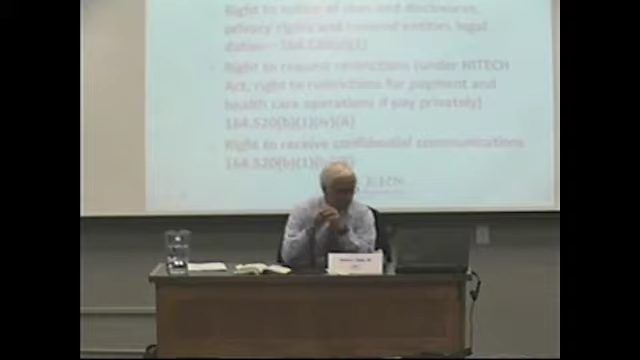 Right to notice of uses and disclosures,
privacy rights and covered entities legal
duties – 164.520(a)(1)
Right to request restrictions (under HITECH
Act, right to restrictions for payment and
health care operations if pay privately)
164.520(b)(1)(iv)(A)
Right to receive confidential communications